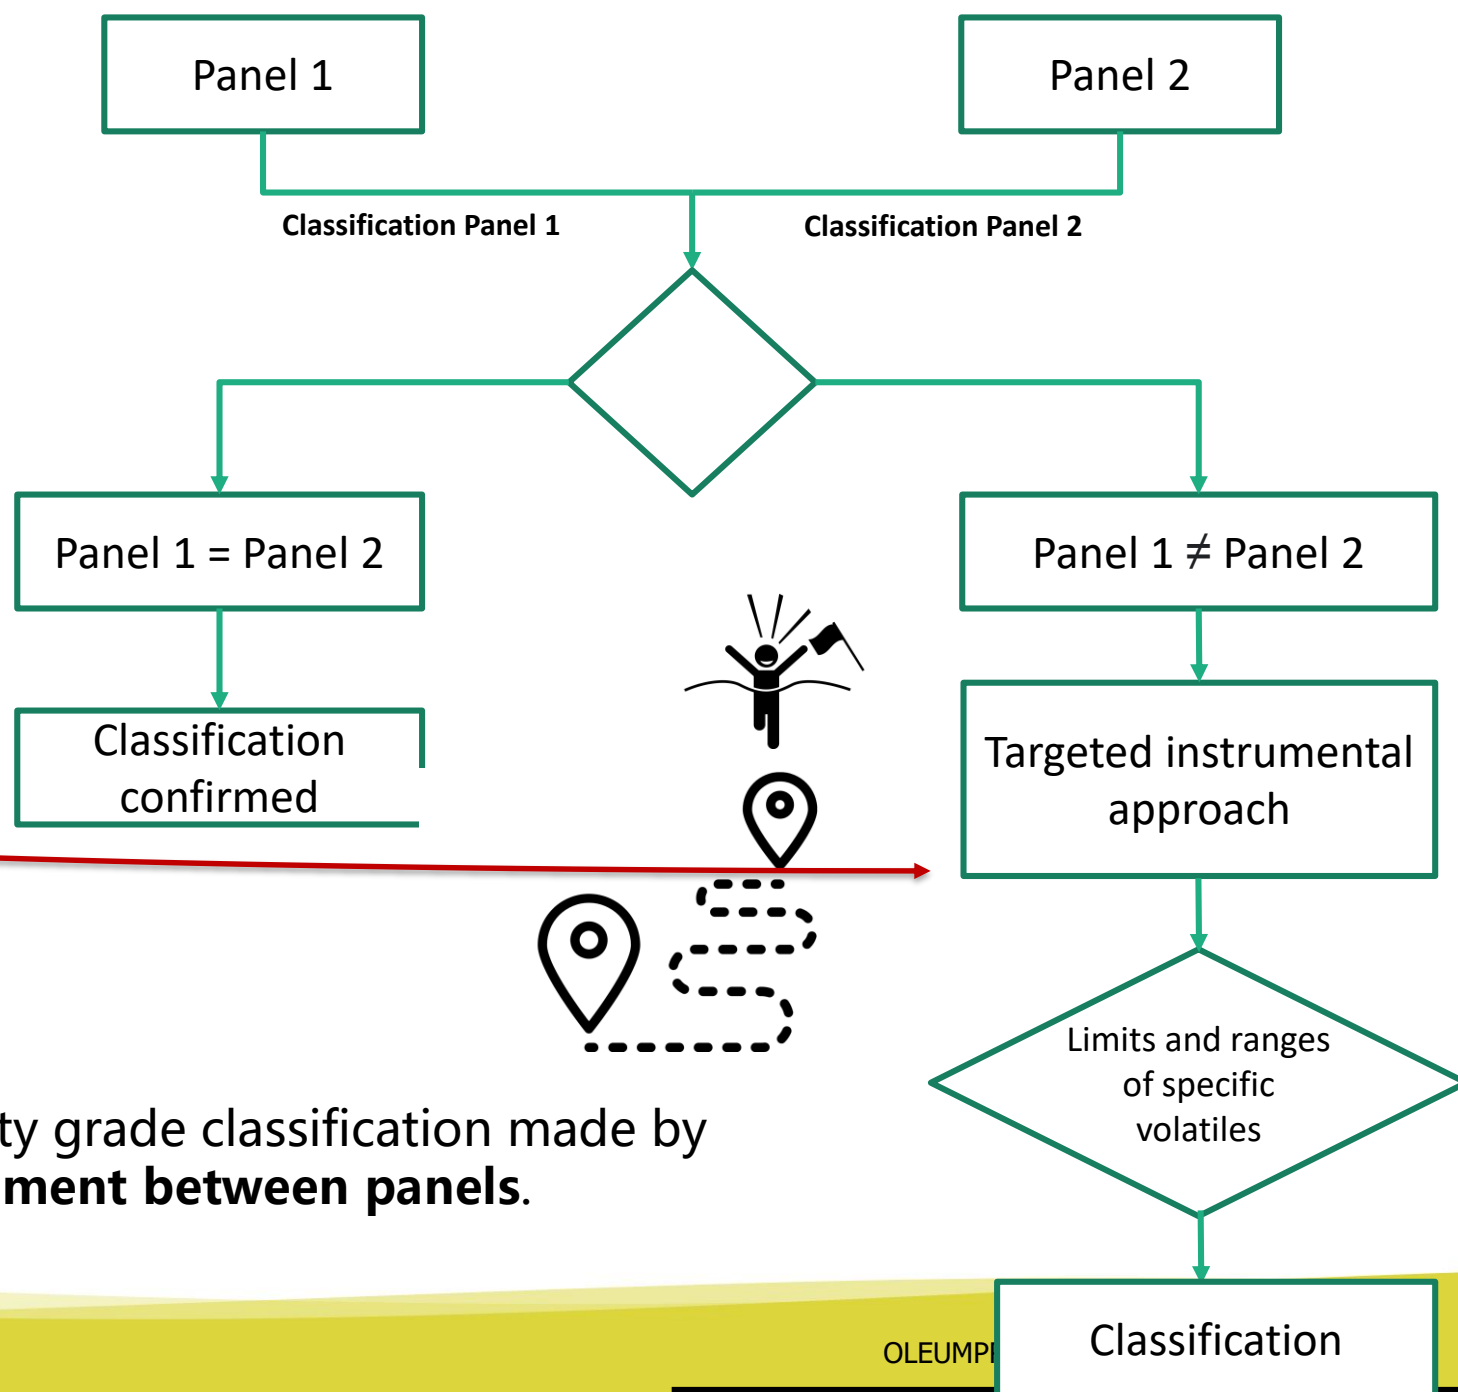 Panel 1
Panel 2
Classification Panel 1
Classification Panel 2
Panel 1 = Panel 2
Panel 1 ≠ Panel 2
Classification
confirmed
Targeted instrumental
approach
Limits and ranges
of specific
volatiles
ty grade classification made by
ment between panels.
OLEUMP
Classification